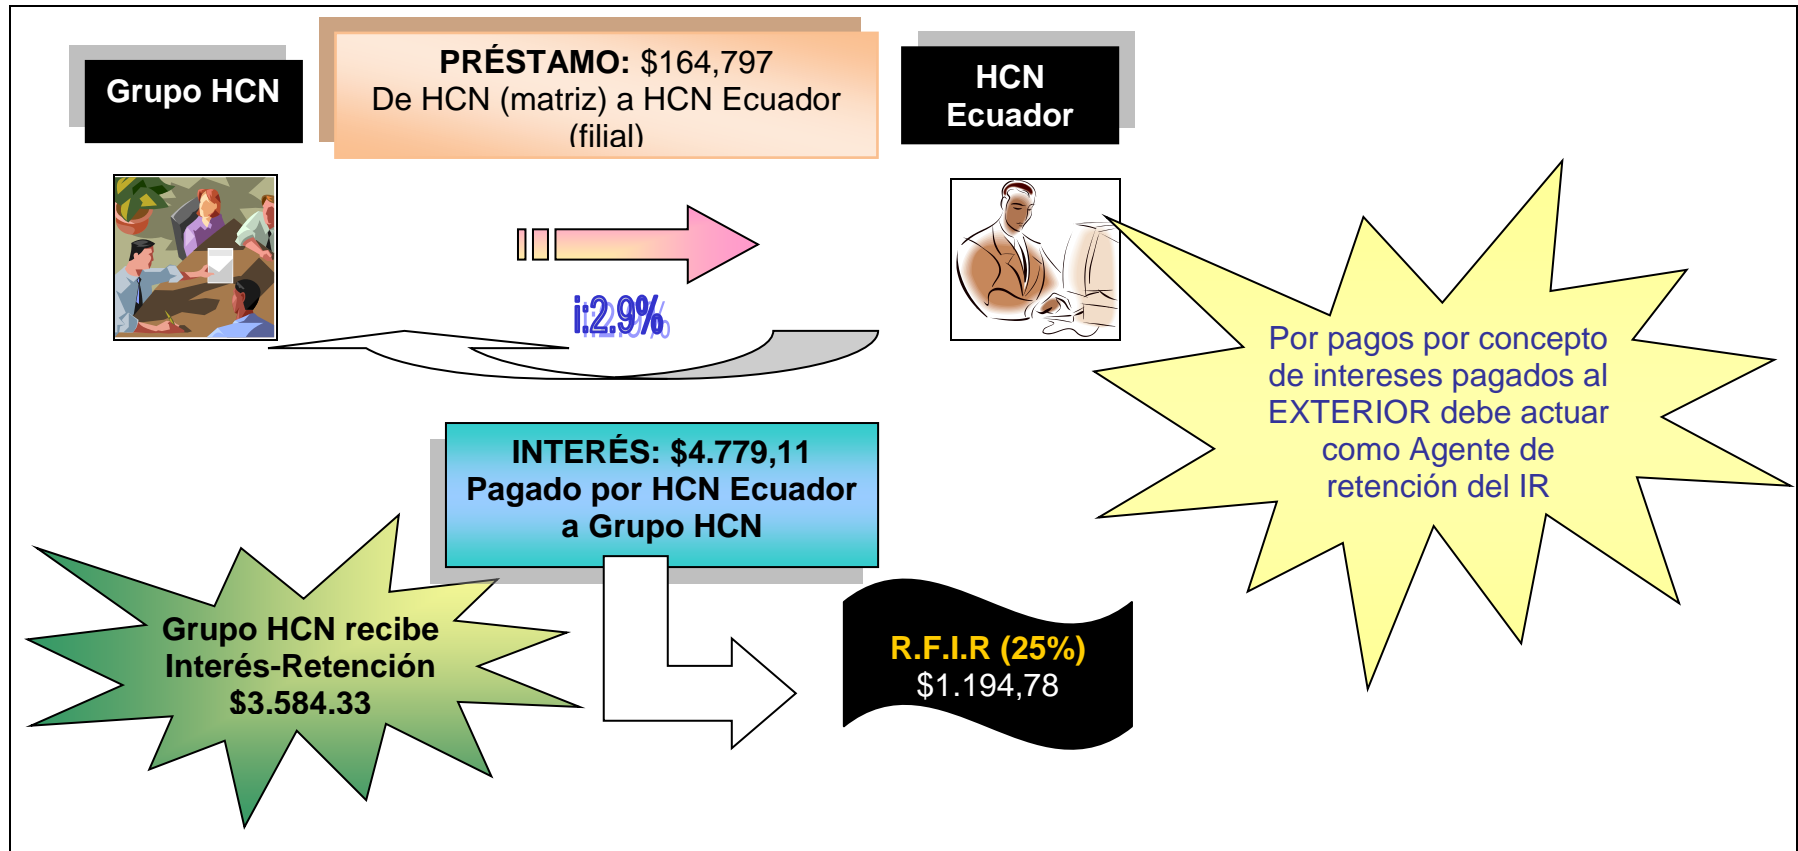 Grupo HCN
PRÉSTAMO: $164,797
De HCN (matriz) a HCN Ecuador
(filial)
HCN
Ecuador
i:2.9%
Por pagos por concepto
de intereses pagados al
EXTERIOR debe actuar
como Agente de
retención del IR
INTERÉS: $4.779,11
Pagado por HCN Ecuador
a Grupo HCN
Grupo HCN recibe
Interés-Retención
$3.584.33
R.F.I.R (25%)
$1.194,78